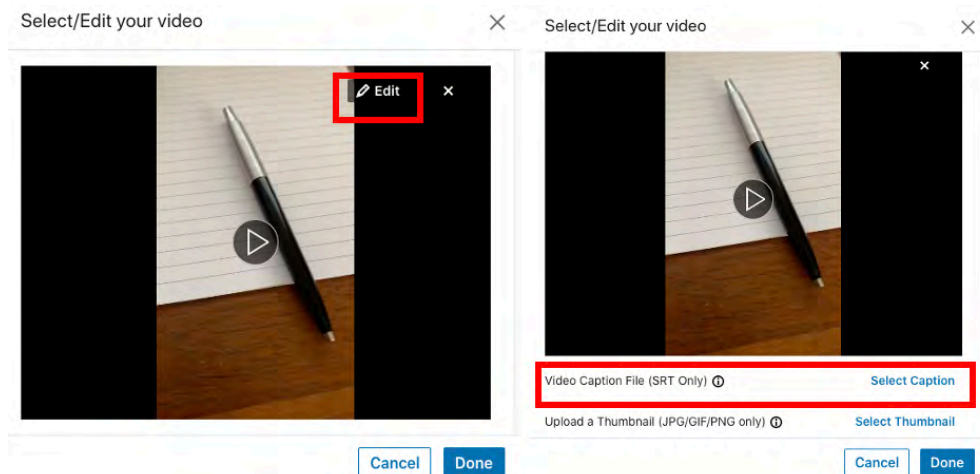 Select/Edit your video
Edit
Cancel Done
Select/Edit your video
Video Caption File (SRT Only) Select Caption
Upload a Thumbnail (JPG/GIF/PNG only) Select Thumbnail
Cancel Done